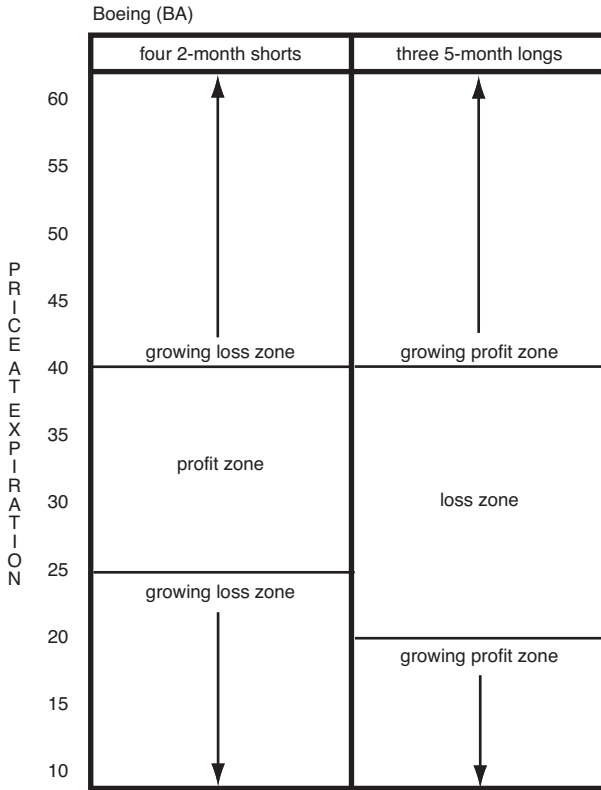 Boeing (BA)
four 2-month shorts
three 5-month longs
PRICE AT EXPIRATION
60
55
50
45
40
35
30
25
20
15
10
growing loss zone
profit zone
growing loss zone
growing profit zone
loss zone
growing profit zone